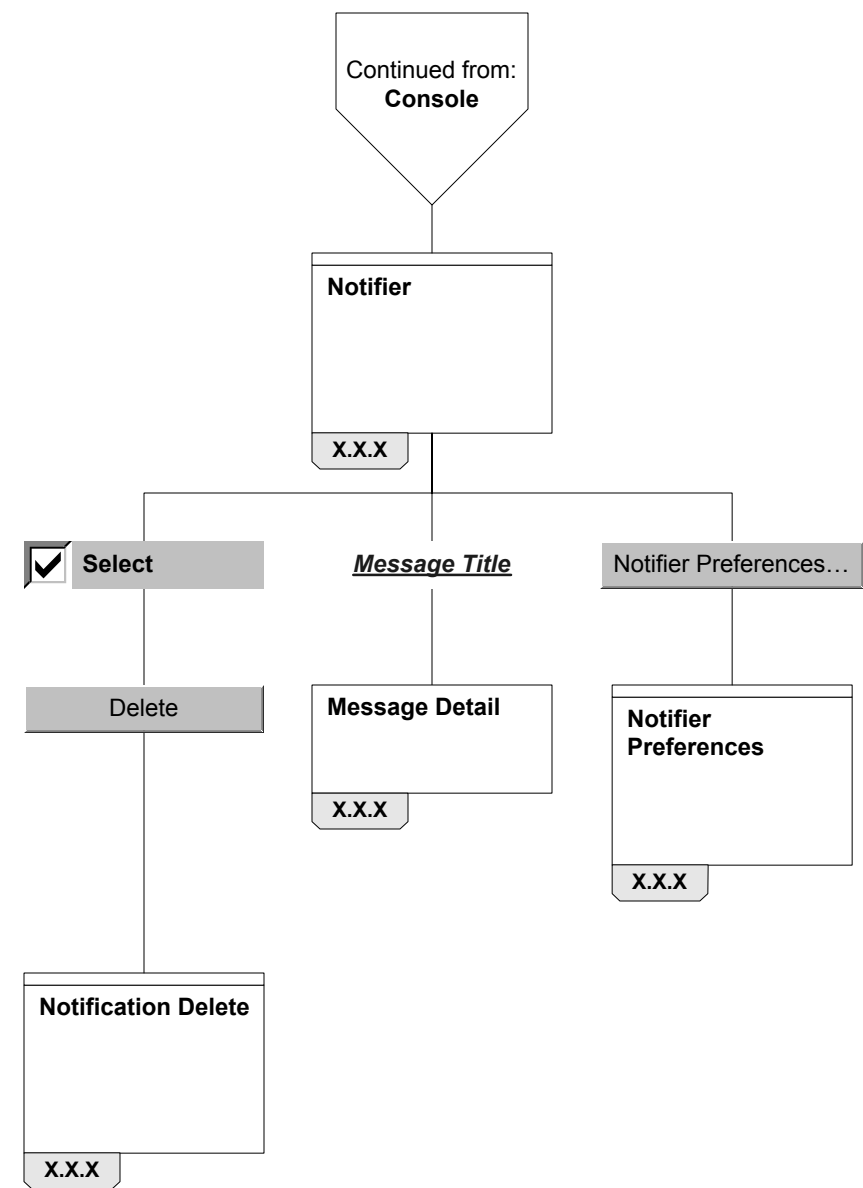 Continued from:
Console
Notifier
X.X.X
Select
Message Title
Notifier Preferences…
Delete
Message Detail
X.X.X
Notifier
Preferences
X.X.X
Notification Delete
X.X.X